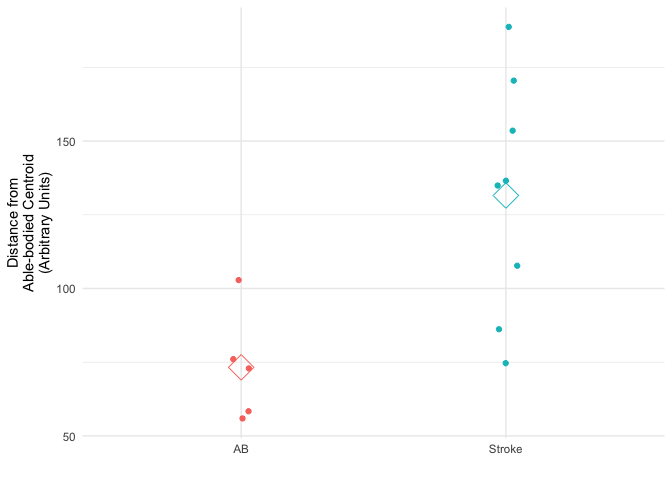 Distance from
Able-bodied Centroid
(Arbitrary Units)
150
100
50
AB
Stroke